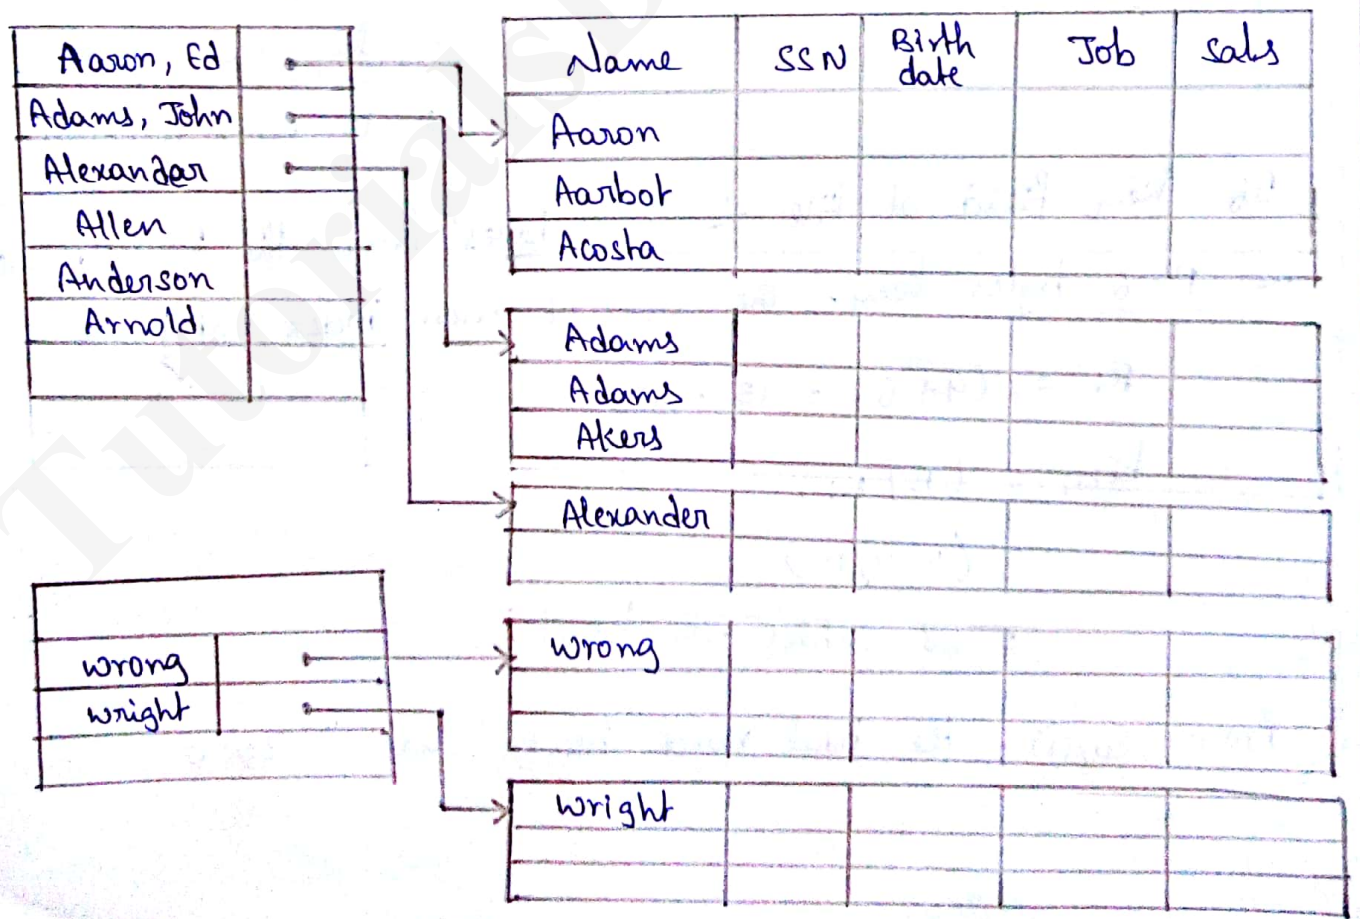 Aaron, Ed
Adams, John
Alexander
Allen
Anderson
Arnold.
Name SSN Birth date Job Sals
Aaron
Aarbot
Acosta
Adams
Adams
Akers
Alexander
wrong
wright
wrong
wright
Tutorials